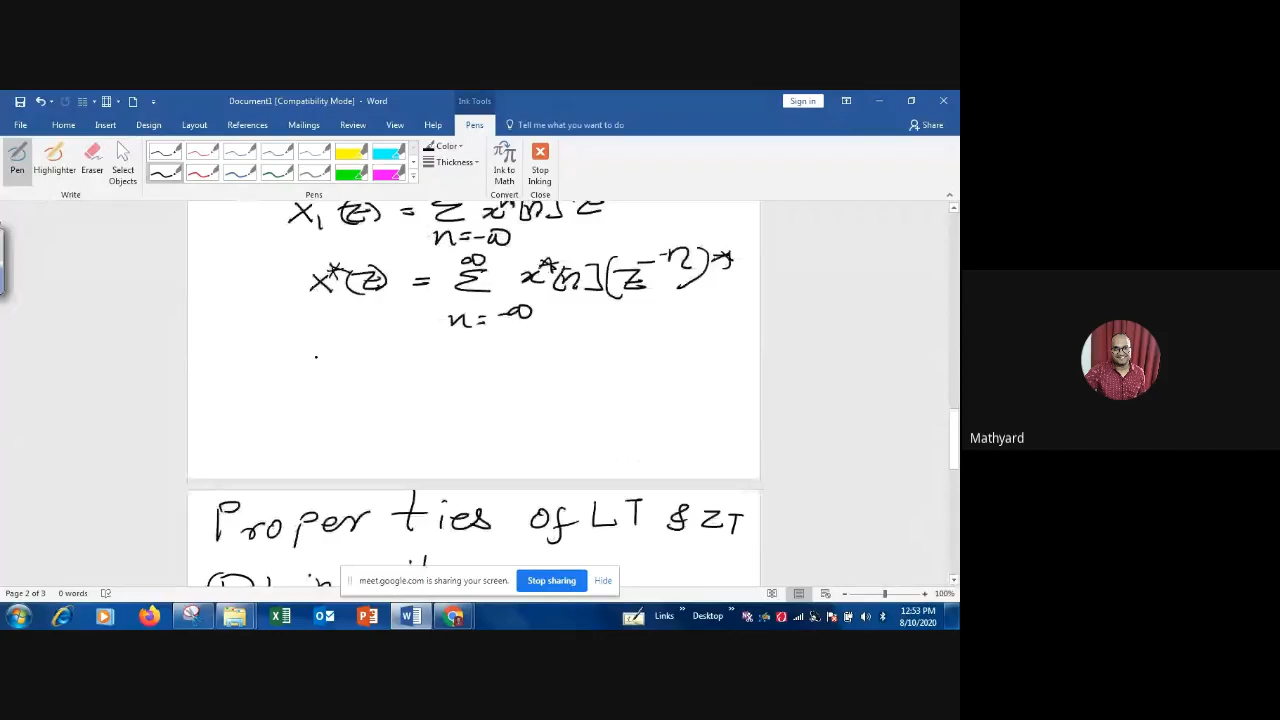 Document1 [Compatibility Mode] - Word
Ink Tools
Sign in
File Home Insert Design Layout References Mailings Review View Help Pens Tell me what you want to do Share
Pen Highlighter Eraser Select Objects
Color
Thickness
Ink to Math
Stop Inking
Write Pens Convert Close
X₁(z) = Σ x*[n] z
n=-∞
X*(z) = Σ x*[n](z^-n)*
∞
n=-∞
Properties of LT & ZT
meet.google.com is sharing your screen. Stop sharing Hide
Page 2 of 3 0 words
100%
Links Desktop
12:53 PM
8/10/2020
Mathyard